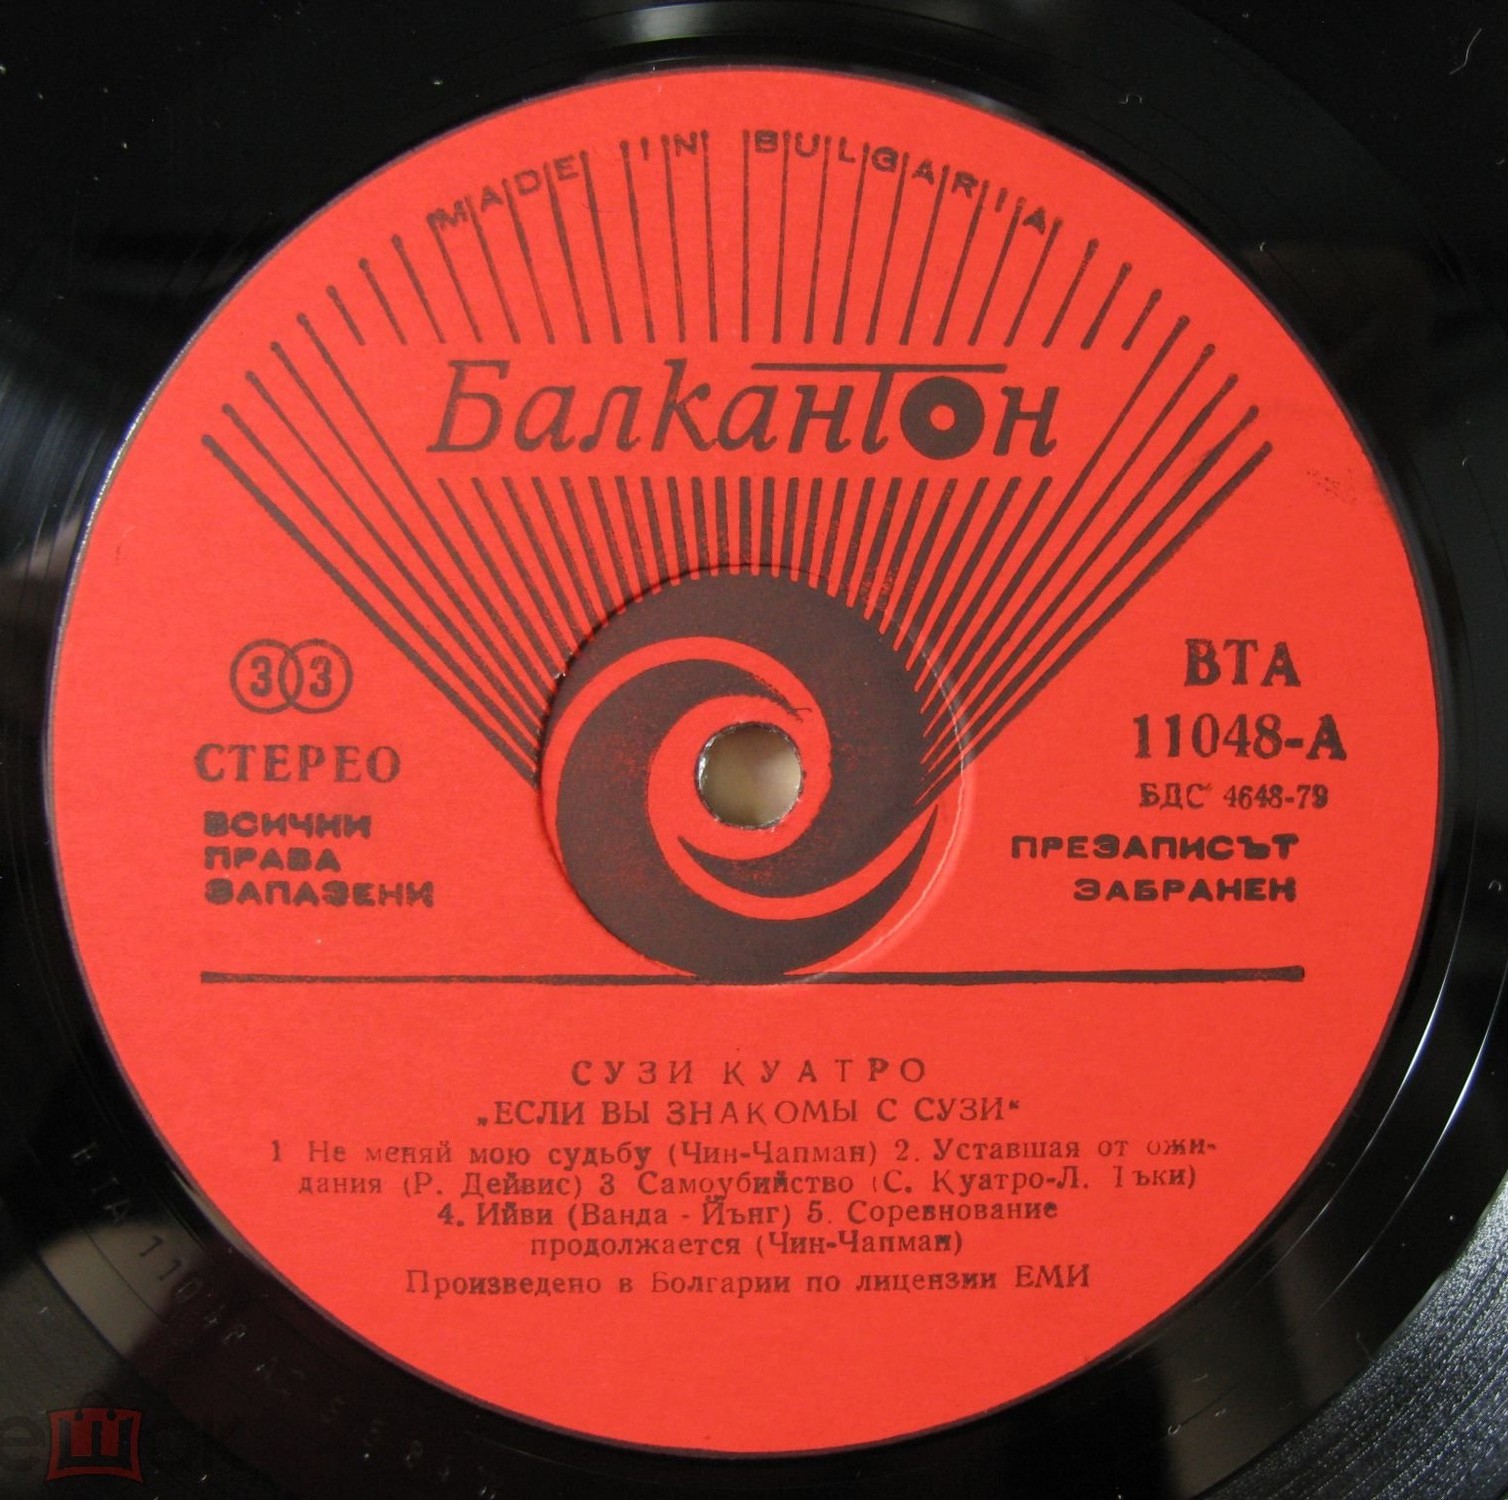 MADE IN BULGARIA
Балкантон
33
СТЕРЕО
ВСИЧКИ
ПРАВА
ЗАПАЗЕНИ
ВТА
11048-А
БДС 4648-79
ПРЕЗАПИСЪТ
ЗАБРАНЕН
СУЗИ КУАТРО
„ЕСЛИ ВЫ ЗНАКОМЫ С СУЗИ“
1 Не меняй мою судьбу (Чин-Чапман) 2. Уставшая от ожи-
дания (Р. Дейвис) 3 Самоубийство (С. Куатро-Л. Тъки)
4. Ийви (Ванда - Йънг) 5. Соревнование
продолжается (Чин-Чапман)
Произведено в Болгарии по лицензии ЕМИ